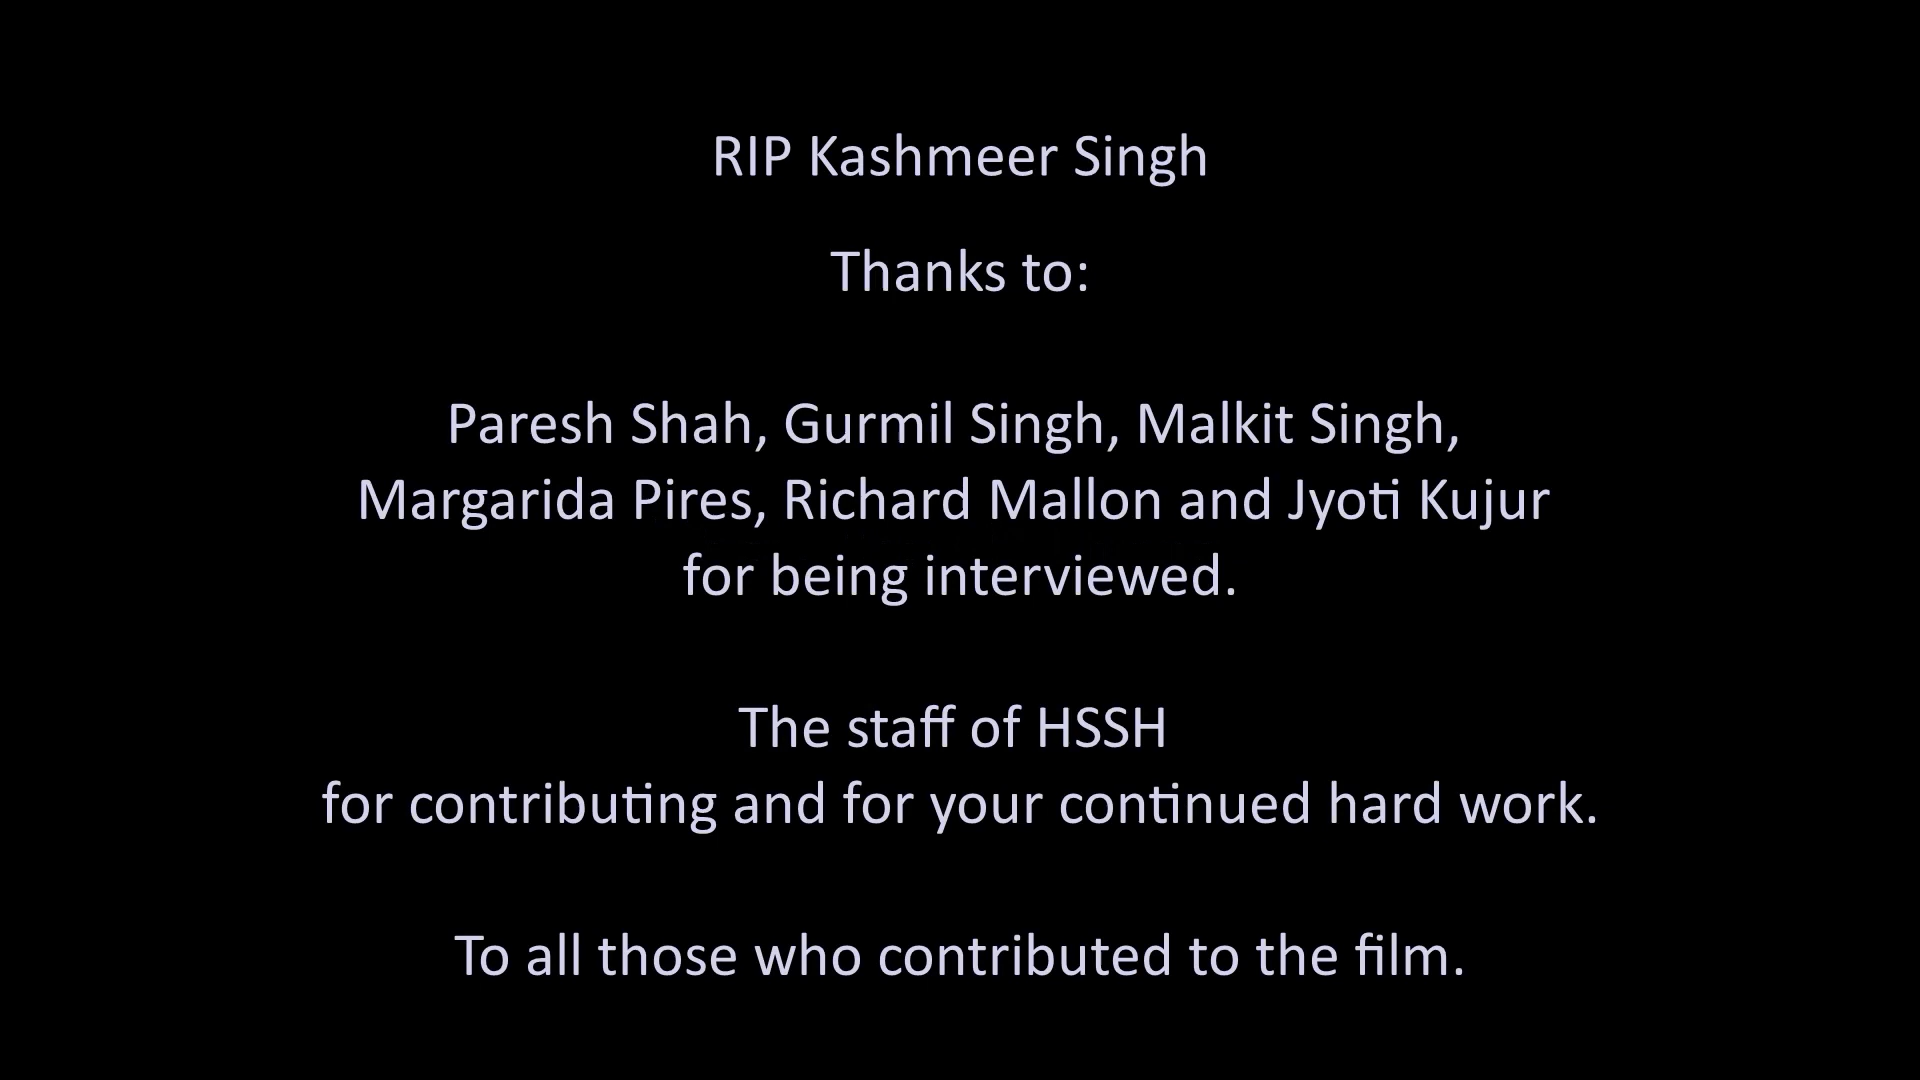 RIP Kashmeer Singh
Thanks to:
Paresh Shah, Gurmil Singh, Malkit Singh,
Margarida Pires, Richard Mallon and Jyoti Kujur
for being interviewed.
The staff of HSSH
for contributing and for your continued hard work.
To all those who contributed to the film.